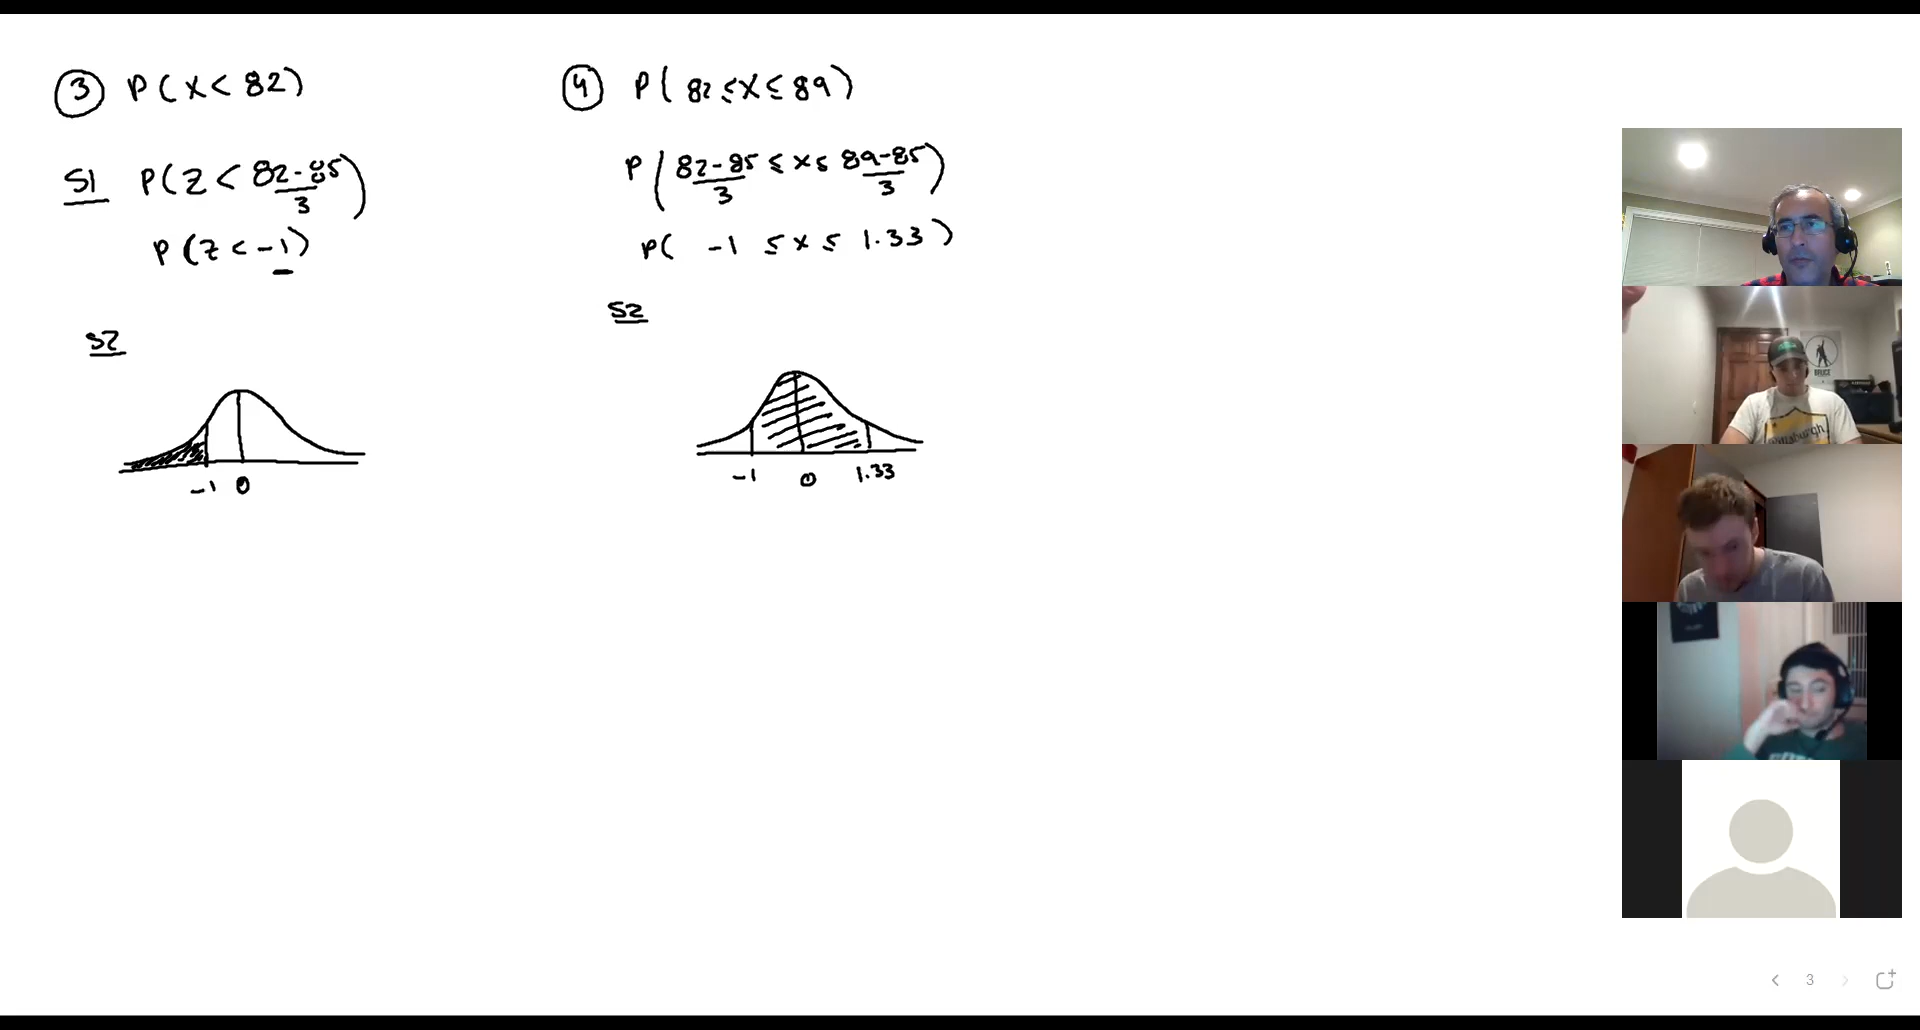 ③ P(X < 82)
S1 P(Z < 82-85/3)
P(Z < -1)
S2
-1 0
④ P(82 ≤ X ≤ 89)
P(82-85/3 ≤ X ≤ 89-85/3)
P( -1 ≤ X ≤ 1.33 )
S2
-1 0 1.33
BRUCE
3